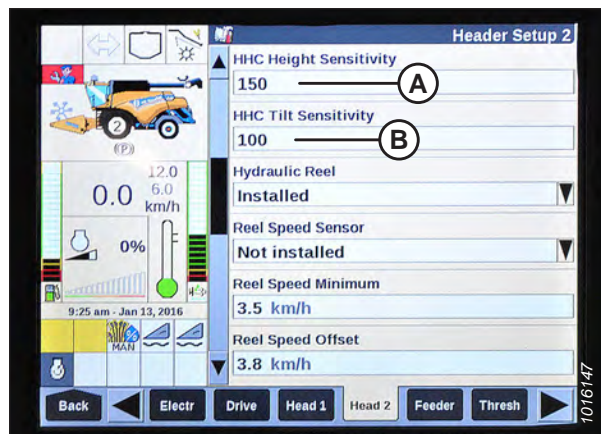 Header Setup 2
HHC Height Sensitivity
150
A
HHC Tilt Sensitivity
100
B
Hydraulic Reel
Installed
Reel Speed Sensor
Not installed
Reel Speed Minimum
3.5 km/h
Reel Speed Offset
3.8 km/h
2
(P)
12.0
0.0 6.0
km/h
0%
9:25 am - Jan 13, 2016
MAN
Back Electr Drive Head 1 Head 2 Feeder Thresh
1016147